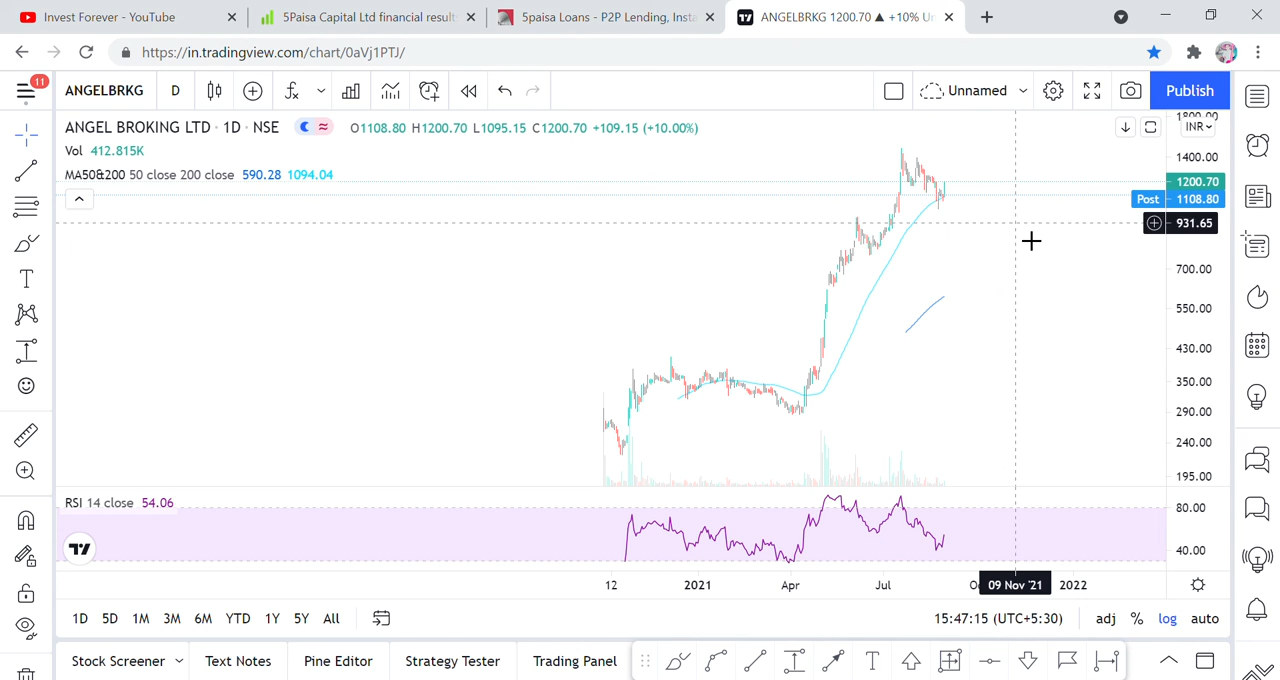 Invest Forever - YouTube
5Paisa Capital Ltd financial result
5paisa Loans - P2P Lending, Insta
ANGELBRKG 1200.70 ▲ +10% Un
https://in.tradingview.com/chart/0aVj1PTJ/
11
ANGELBRKG D
Unnamed
Publish
ANGEL BROKING LTD · 1D · NSE O1108.80 H1200.70 L1095.15 C1200.70 +109.15 (+10.00%)
Vol 412.815K
MA50&200 50 close 200 close 590.28 1094.04
1800.00
INR
1400.00
1200.70
Post 1108.80
931.65
700.00
550.00
430.00
350.00
290.00
240.00
195.00
RSI 14 close 54.06
80.00
40.00
12 2021 Apr Jul 09 Nov '21 2022
1D 5D 1M 3M 6M YTD 1Y 5Y All 15:47:15 (UTC+5:30) adj % log auto
Stock Screener Text Notes Pine Editor Strategy Tester Trading Panel